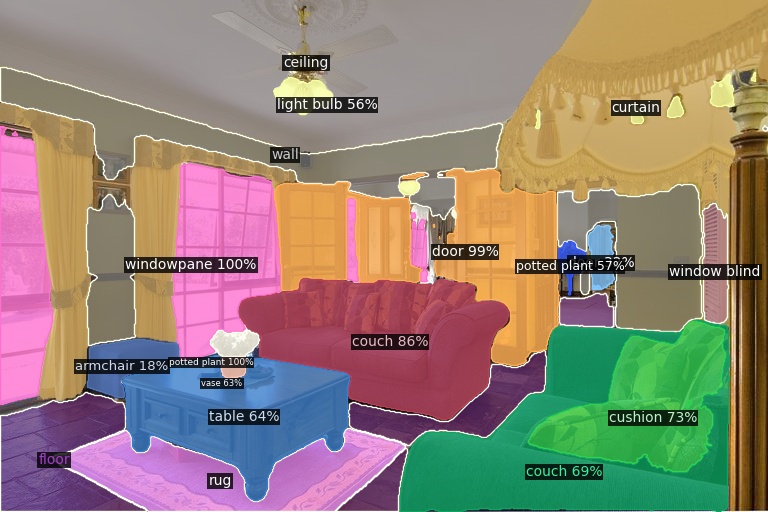 ceiling
light bulb 56%
curtain
wall
door 99%
windowpane 100%
potted plant 57%
window blind
couch 86%
armchair 18%
potted plant 100%
vase 63%
table 64%
cushion 73%
floor
couch 69%
rug